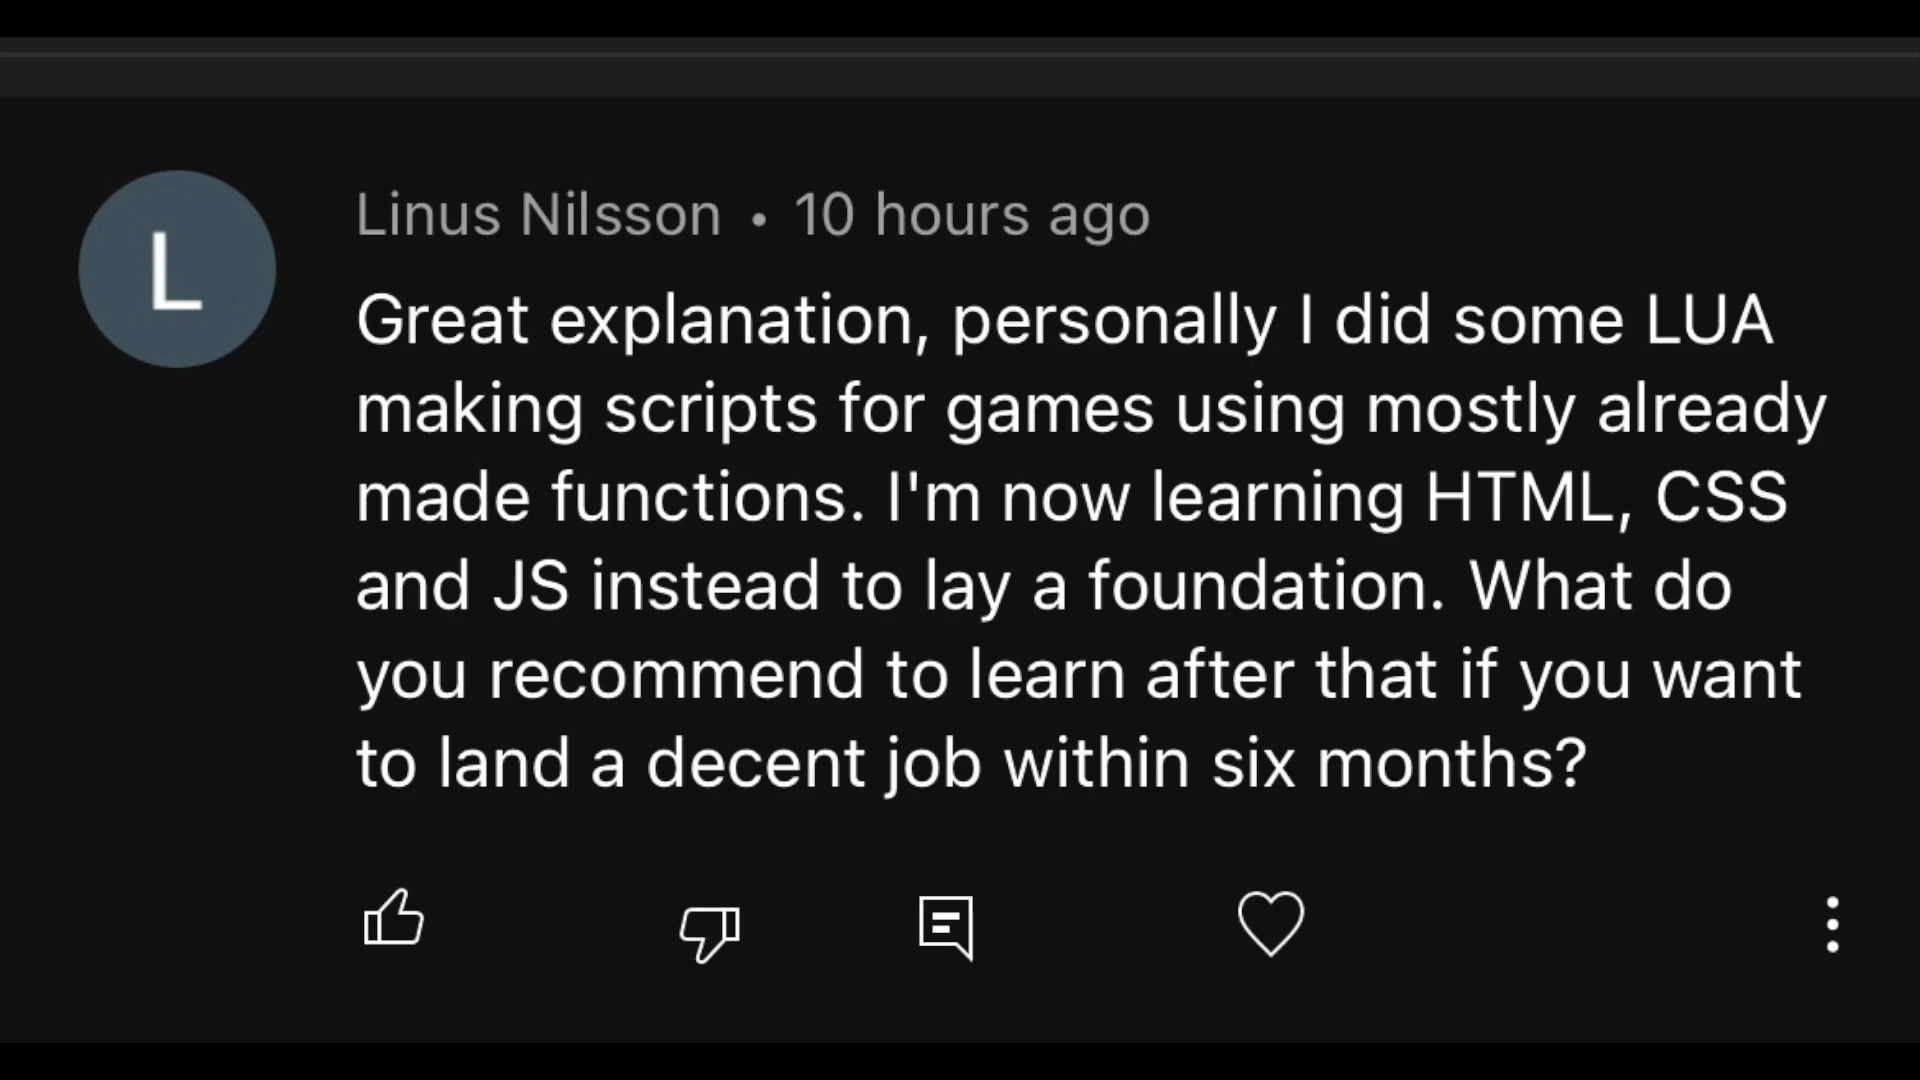 L
Linus Nilsson • 10 hours ago
Great explanation, personally I did some LUA
making scripts for games using mostly already
made functions. I'm now learning HTML, CSS
and JS instead to lay a foundation. What do
you recommend to learn after that if you want
to land a decent job within six months?